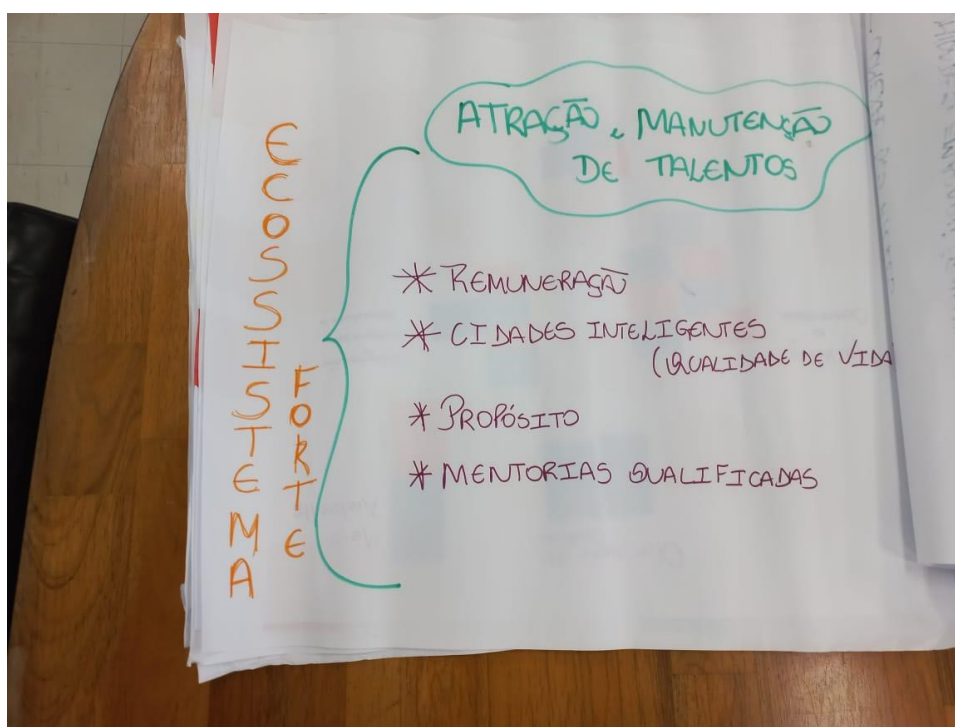 ECOSSISTEMA
FORTE
ATRAÇÃO e MANUTENÇÃO
DE TALENTOS
* REMUNERAÇÃO
* CIDADES INTELIGENTES
(QUALIDADE DE VIDA
* PROPÓSITO
* MENTORIAS QUALIFICADAS